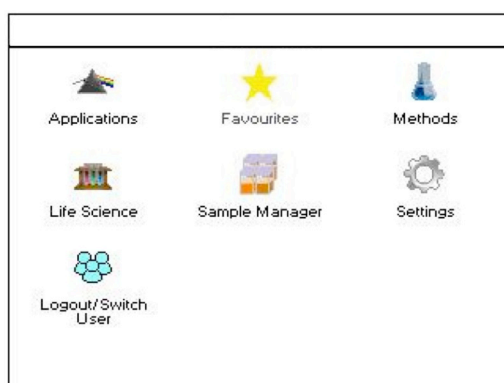 Applications
Favourites
Methods
Life Science
Sample Manager
Settings
Logout/Switch
User